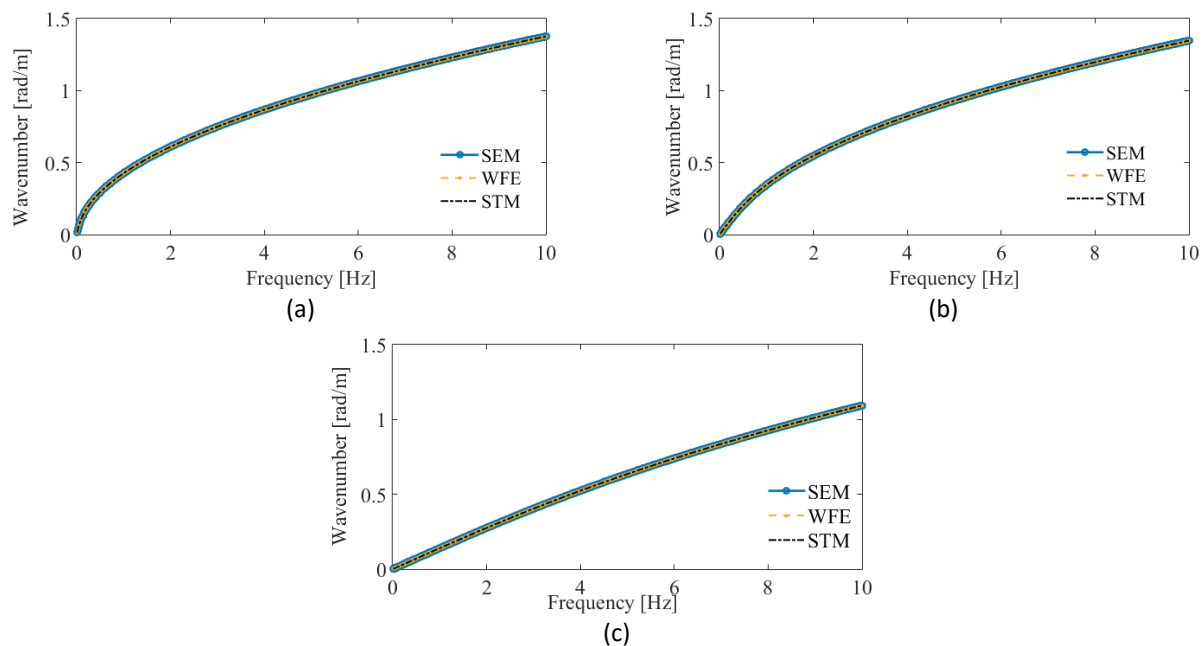 1.5
1
0.5
0
Wavenumber [rad/m]
SEM
WFE
STM
0 2 4 6 8 10
Frequency [Hz]
(a)
1.5
1
0.5
0
Wavenumber [rad/m]
SEM
WFE
STM
0 2 4 6 8 10
Frequency [Hz]
(b)
1.5
1
0.5
0
Wavenumber [rad/m]
SEM
WFE
STM
0 2 4 6 8 10
Frequency [Hz]
(c)